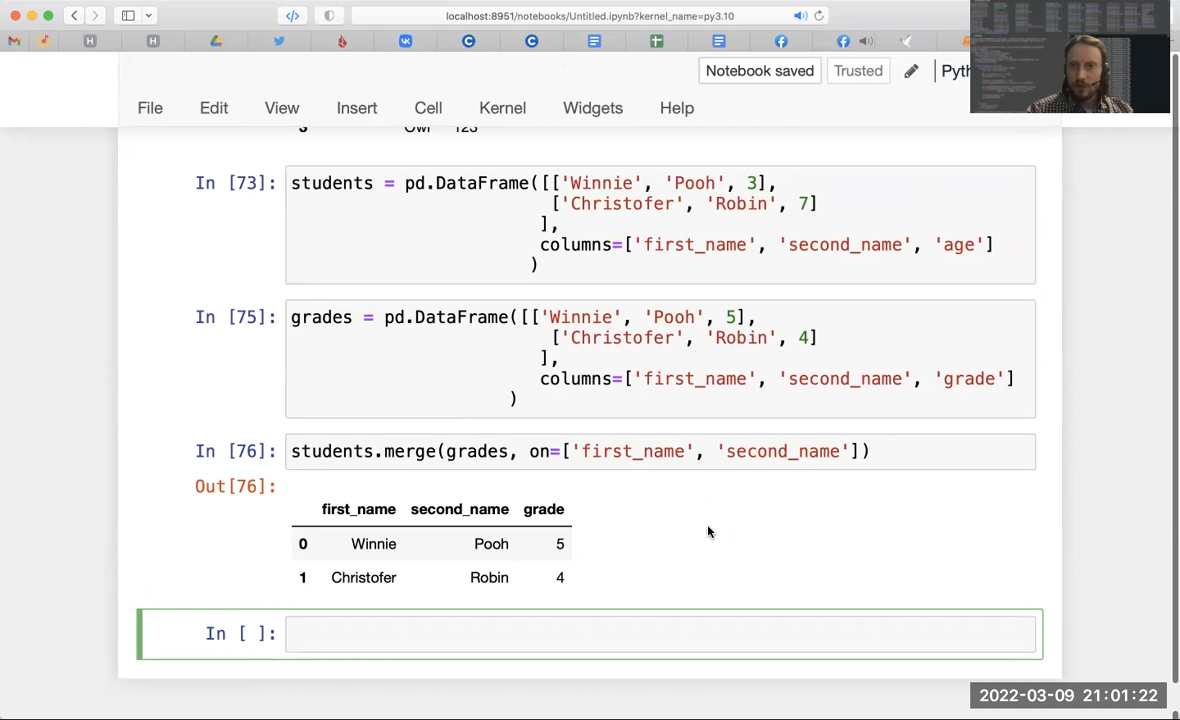 localhost:8951/notebooks/Untitled.ipynb?kernel_name=py3.10
Notebook saved
Trusted
File Edit View Insert Cell Kernel Widgets Help
3 Owl 123
In [73]: students = pd.DataFrame([['Winnie', 'Pooh', 3],
['Christofer', 'Robin', 7]
],
columns=['first_name', 'second_name', 'age']
)
In [75]: grades = pd.DataFrame([['Winnie', 'Pooh', 5],
['Christofer', 'Robin', 4]
],
columns=['first_name', 'second_name', 'grade']
)
In [76]: students.merge(grades, on=['first_name', 'second_name'])
Out[76]:
first_name second_name grade
0 Winnie Pooh 5
1 Christofer Robin 4
In [ ]:
2022-03-09 21:01:22